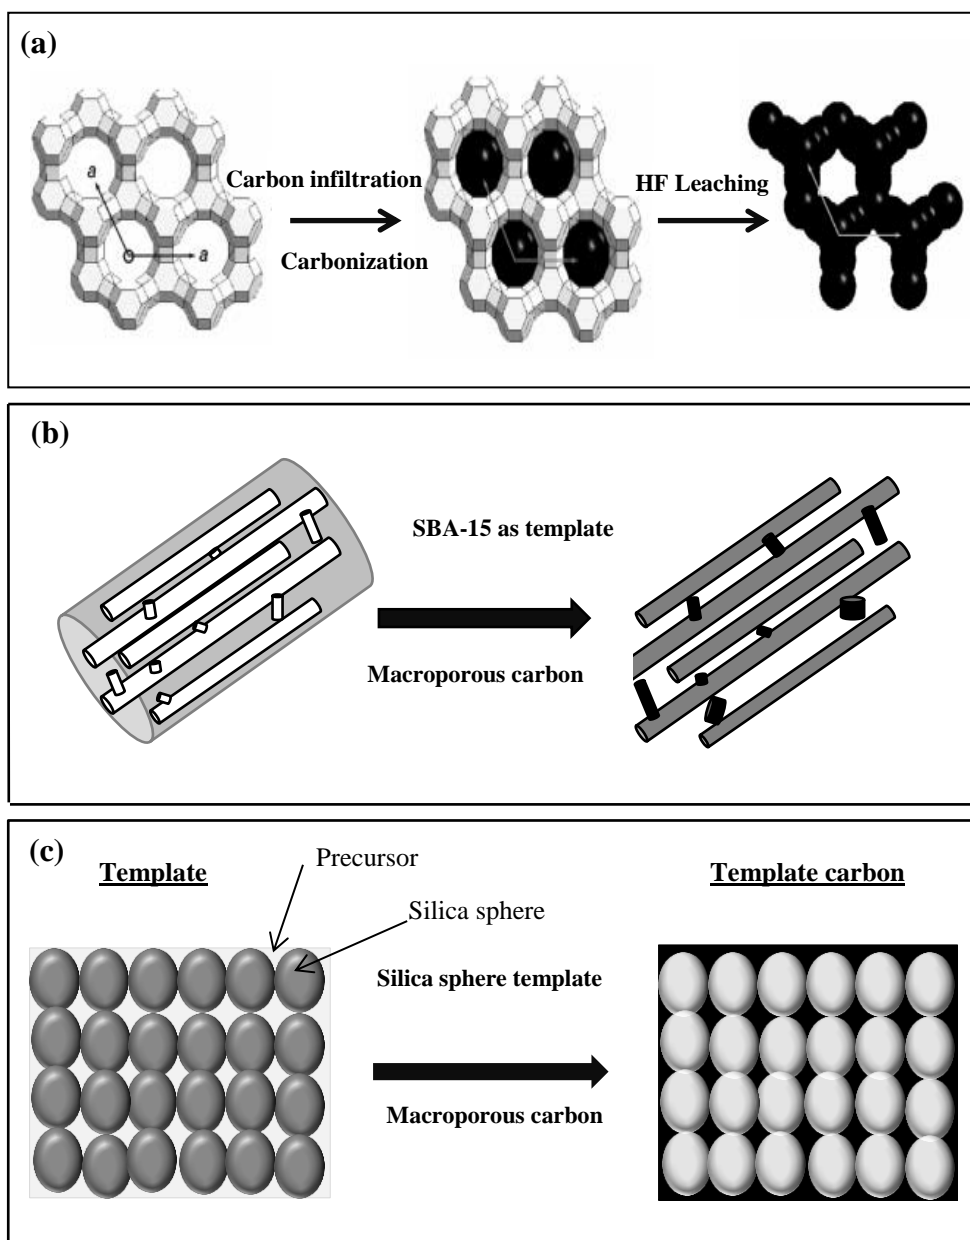 (a)
a
a
Carbon infiltration
Carbonization
HF Leaching
(b)
SBA-15 as template
Macroporous carbon
(c)
Template
Precursor
Silica sphere
Template carbon
Silica sphere template
Macroporous carbon